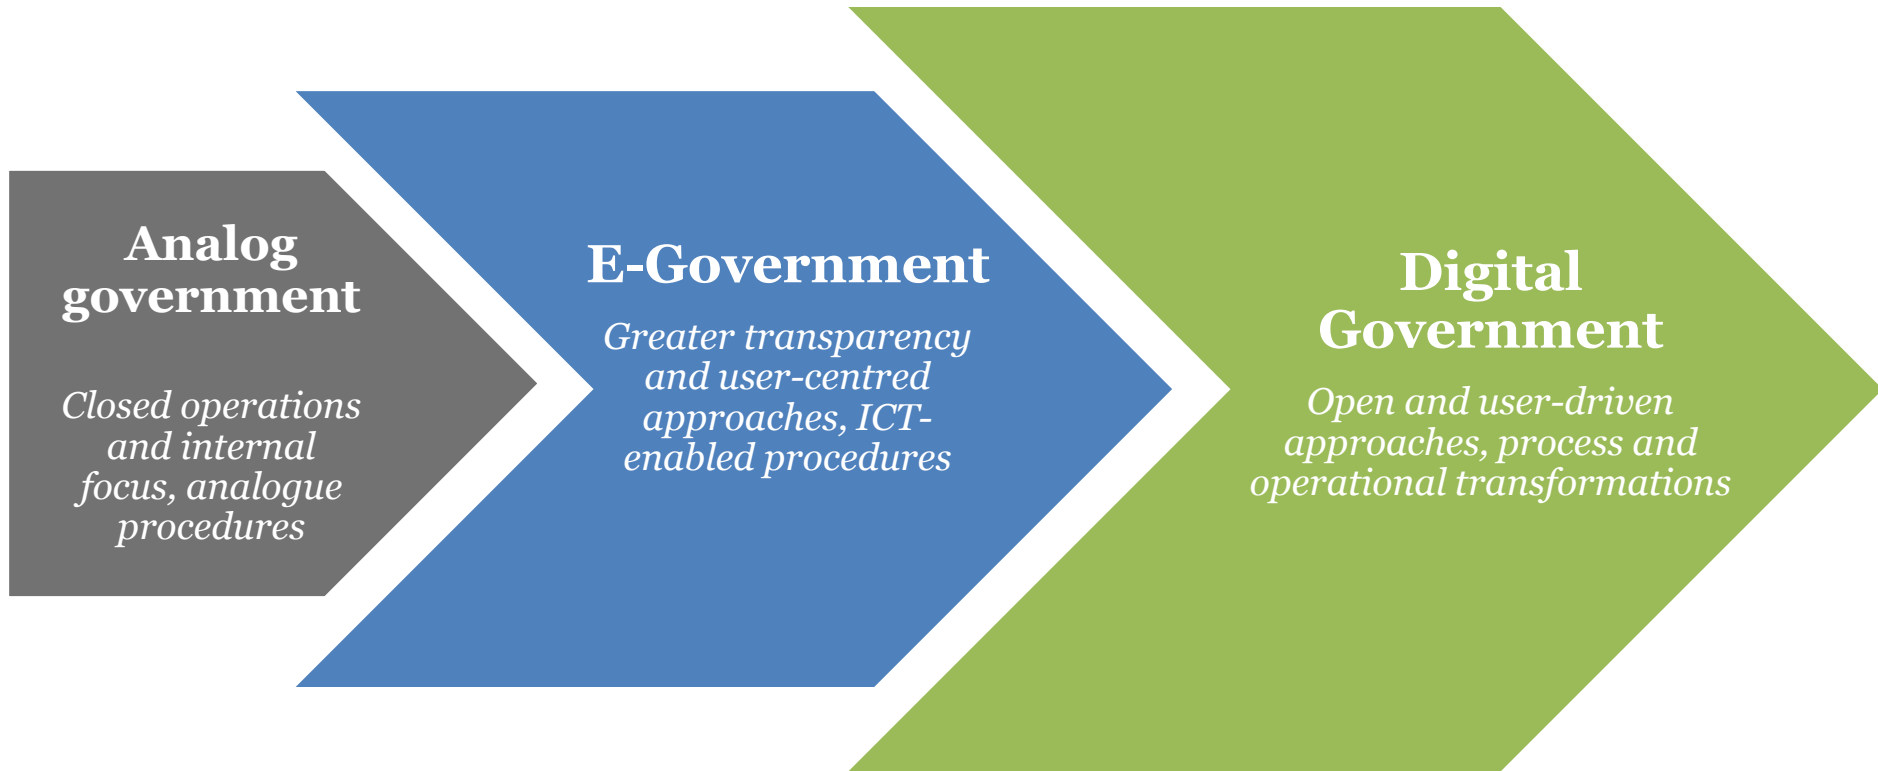 Analog
government
Closed operations
and internal
focus, analogue
procedures
E-Government
Greater transparency
and user-centred
approaches, ICT-
enabled procedures
Digital
Government
Open and user-driven
approaches, process and
operational transformations